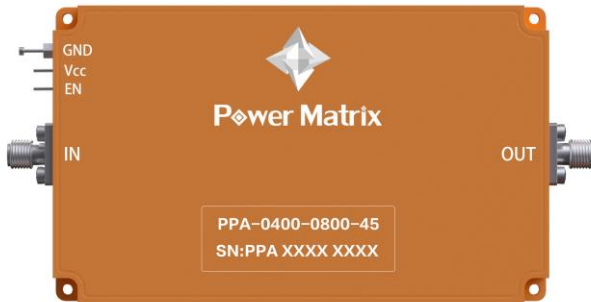 GND
Vcc
EN
Power Matrix
IN
OUT
PPA-0400-0800-45
SN:PPA XXXX XXXX